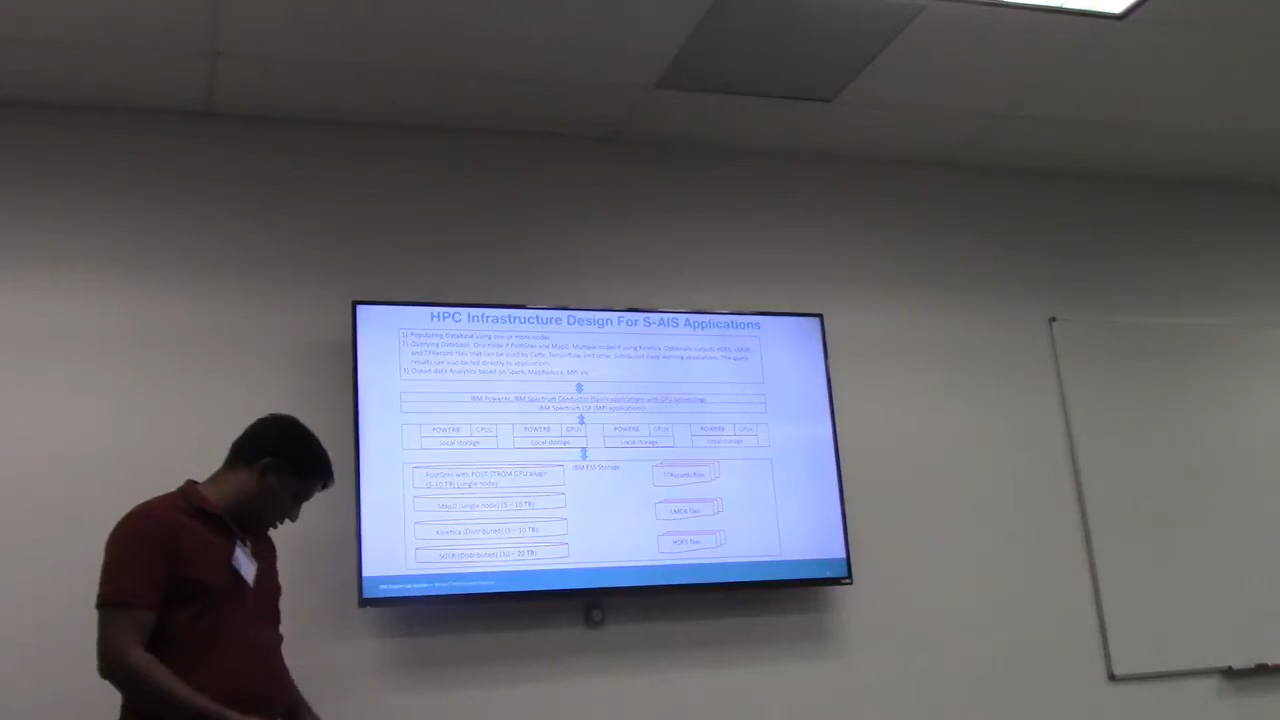 HPC Infrastructure Design For S-AIS Applications
1) Populating Database using one or more nodes
2) Querying DataBase: One node if PostGres and MapD. Multiple nodes if using Kinetica. Optionally outputs HDF5, LMDB
and TFRecord files that can be used by Caffe, Tensorflow, and other distributed deep learning applications. The query
results can also be fed directly to applications.
3) Ocean data Analytics based on Spark, MapReduce, MPI etc.
IBM PowerAI, IBM Spectrum Conductor (Spark applications with GPU scheduling)
IBM Spectrum LSF (MPI applications)
POWER8 GPUs POWER8 GPUs POWER8 GPUs POWER8 GPUs
Local storage Local storage Local storage Local storage
IBM ESS Storage
PostGres with POST-STROM GPU plugin
(5-10 TB) (single node)
MapD (single node) (5 – 10 TB)
Kinetica (Distributed) (5 – 10 TB)
SOLR (Distributed) (10 – 20 TB)
TFRecords files
LMDB files
HDF5 files